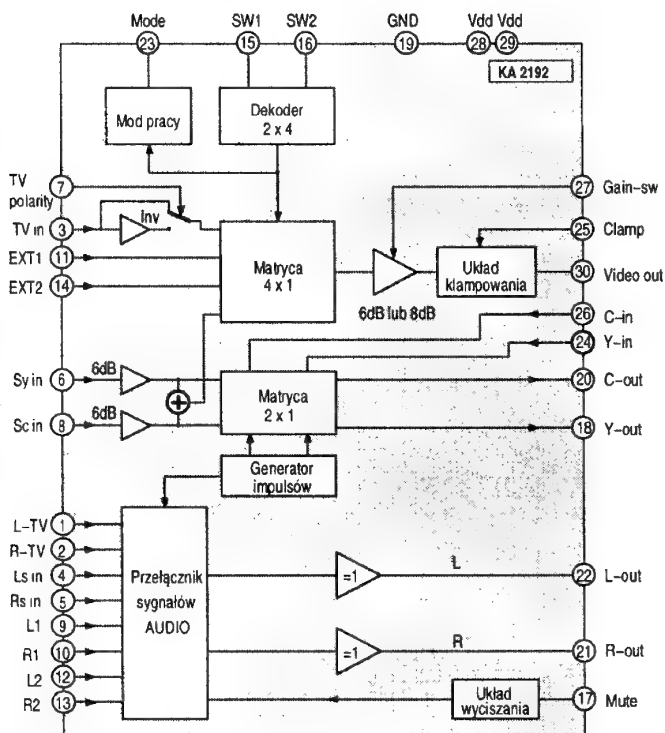 Mode SW1 SW2 GND Vdd Vdd
23 15 16 19 28 29
KA 2192
Mod pracy
Dekoder
2 x 4
TV
polarity
7
27 Gain-sw
TV in 3
Inv
25 Clamp
EXT1 11
Matryca
4 x 1
Układ
klampowania
30 Video out
EXT2 14
6dB lub 8dB
26 C-in
24 Y-in
Sy in 6
6dB
Matryca
2 x 1
20 C-out
+
Sc in 8
6dB
18 Y-out
Generator
impulsów
L-TV 1
R-TV 2
Ls in 4
Przełącznik
sygnałów
AUDIO
=1
L
22 L-out
Rs in 5
L1 9
R1 10
=1
R
21 R-out
L2 12
R2 13
Układ
wyciszania
17 Mute